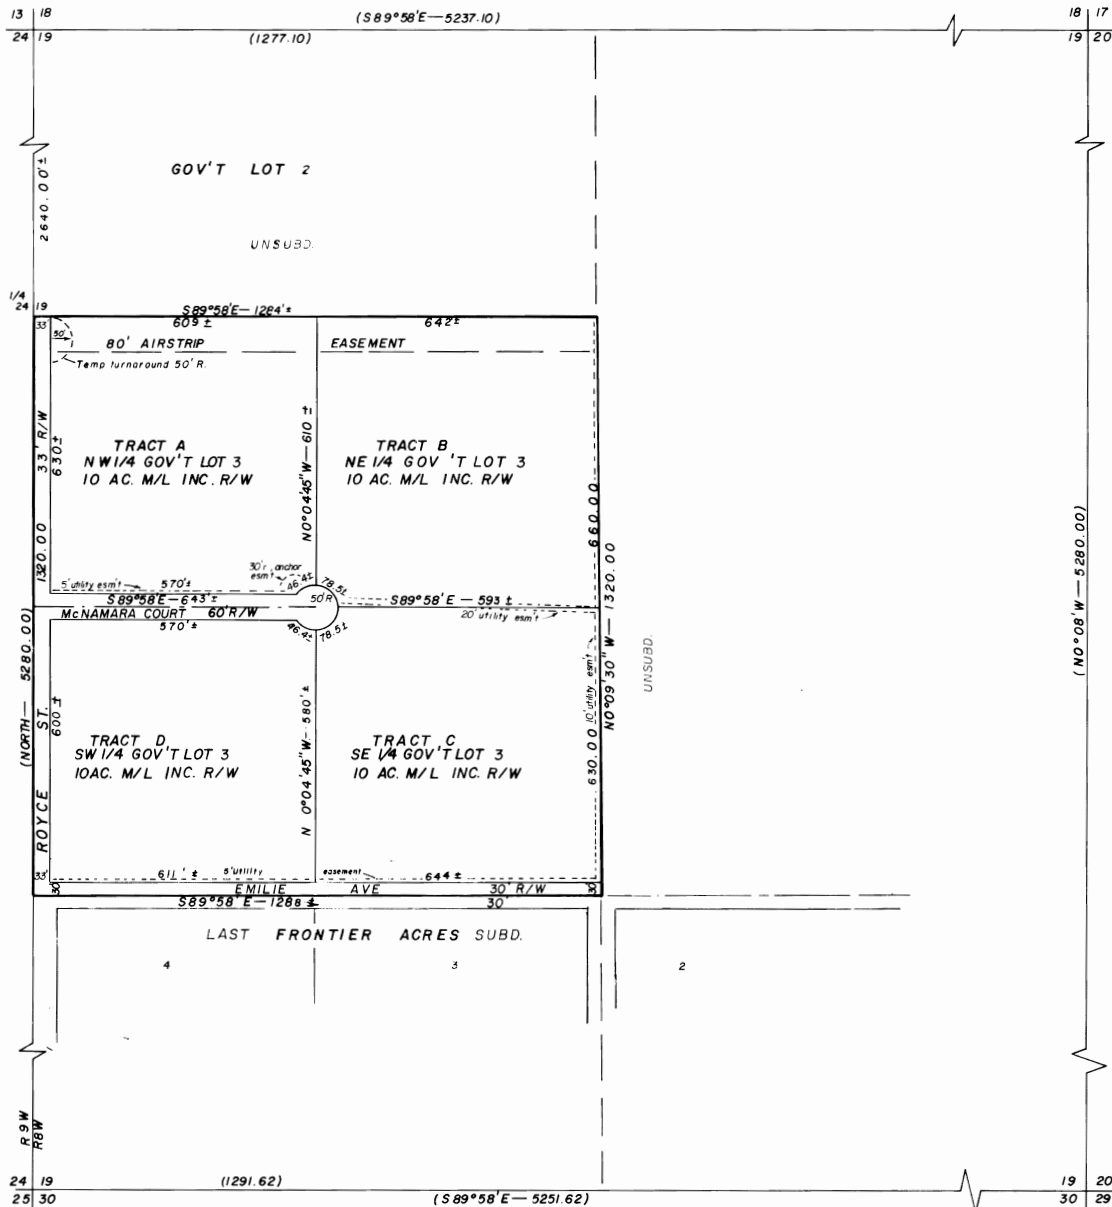 13 18
24 19
(S89°58'E—5237.10)
(1277.10)
18 17
19 20
2640.00'±
GOV'T LOT 2
UNSUBD.
1/4
24 19
S89°58'E—1284'±
33'
609±
642±
50'
80' AIRSTRIP EASEMENT
Temp turnaround 50' R.
33' R/W
630±
N0°04'45"W—610±
TRACT A
NW1/4 GOV'T LOT 3
10 AC. M/L INC. R/W
TRACT B
NE 1/4 GOV'T LOT 3
10 AC. M/L INC. R/W
660.00
1320.00
N0°09'30"W—1320.00
30'r. anchor
esm't
5' utility esm't
570'±
46.4±
78.5±
S89°58'E—643'±
50'R
S89°58'E—593±
McNAMARA COURT 60'R/W
20' utility esm't
570'±
46.4±
78.5±
(NORTH—5280.00)
(N0°08'W—5280.00)
UNSUBD.
10' utility esm't
630.00
600±
ROYCE ST.
N 0°04'45"W—580'±
TRACT D
SW 1/4 GOV'T LOT 3
10AC. M/L INC. R/W
TRACT C
SE 1/4 GOV'T LOT 3
10 AC. M/L INC. R/W
33'
30'
611'±
5'utility easement
644±
30'
EMILIE AVE 30' R/W
S89°58'E—1288±
30'
LAST FRONTIER ACRES SUBD.
4
3
2
R9W
R8W
24 19
25 30
(1291.62)
(S89°58'E—5251.62)
19 20
30 29